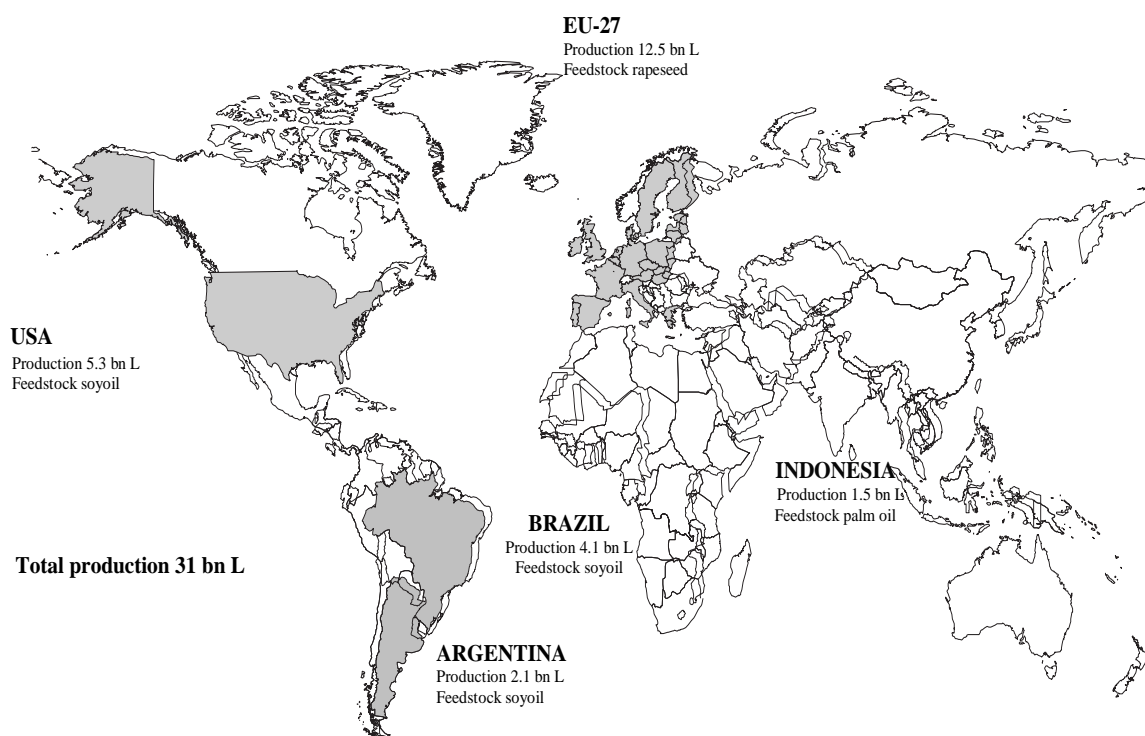 EU-27
Production 12.5 bn L
Feedstock rapeseed
USA
Production 5.3 bn L
Feedstock soyoil
INDONESIA
Production 1.5 bn L
Feedstock palm oil
BRAZIL
Production 4.1 bn L
Feedstock soyoil
Total production 31 bn L
ARGENTINA
Production 2.1 bn L
Feedstock soyoil